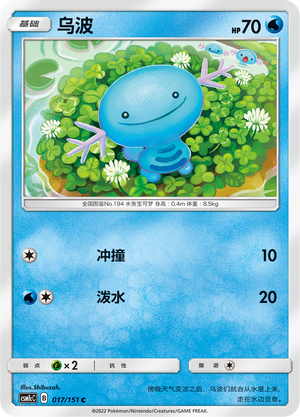 基础 乌波 HP70
全国图鉴No.194 水鱼宝可梦 身高：0.4m 体重：8.5kg
冲撞 10
泼水 20
弱点 ×2 抗性 撤退
Illus.Shibuzoh.
CSM1cC B 017/151 C
傍晚天气变凉之后，乌波们就会从水里上来，
走在水边觅食。
©2022 Pokémon/Nintendo/Creatures/GAME FREAK.